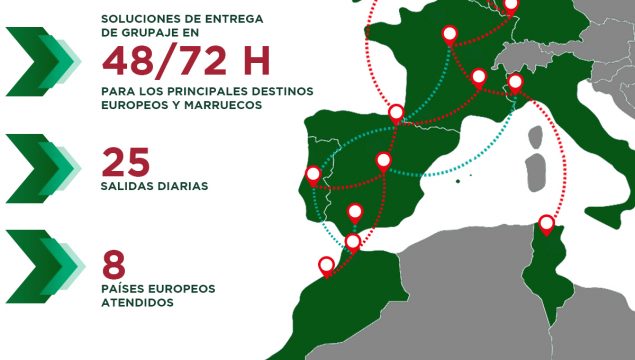 SOLUCIONES DE ENTREGA
DE GRUPAJE EN
48/72 H
PARA LOS PRINCIPALES DESTINOS
EUROPEOS Y MARRUECOS
25
SALIDAS DIARIAS
8
PAÍSES EUROPEOS
ATENDIDOS